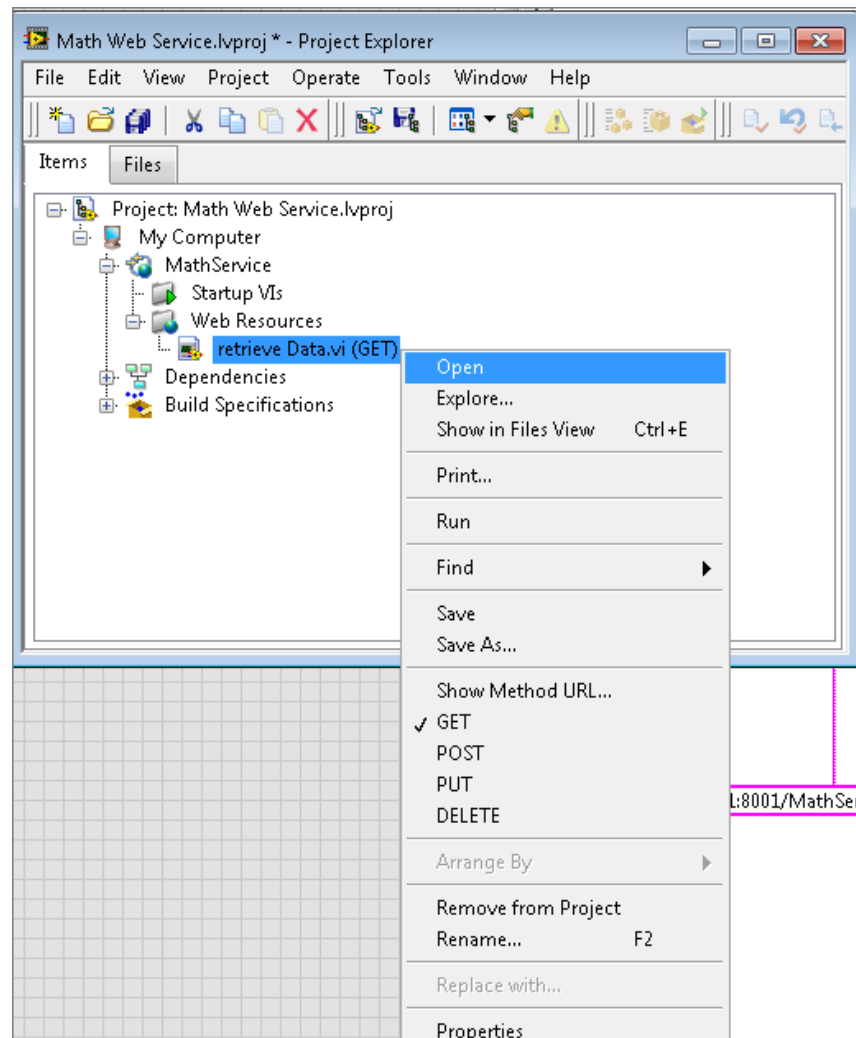 Math Web Service.lvproj * - Project Explorer
File Edit View Project Operate Tools Window Help
Items Files
Project: Math Web Service.lvproj
My Computer
MathService
Startup VIs
Web Resources
retrieve Data.vi (GET)
Dependencies
Build Specifications
Open
Explore...
Show in Files View Ctrl+E
Print...
Run
Find
Save
Save As...
Show Method URL...
GET
POST
PUT
DELETE
Arrange By
Remove from Project
Rename... F2
Replace with...
Properties
:8001/MathSer